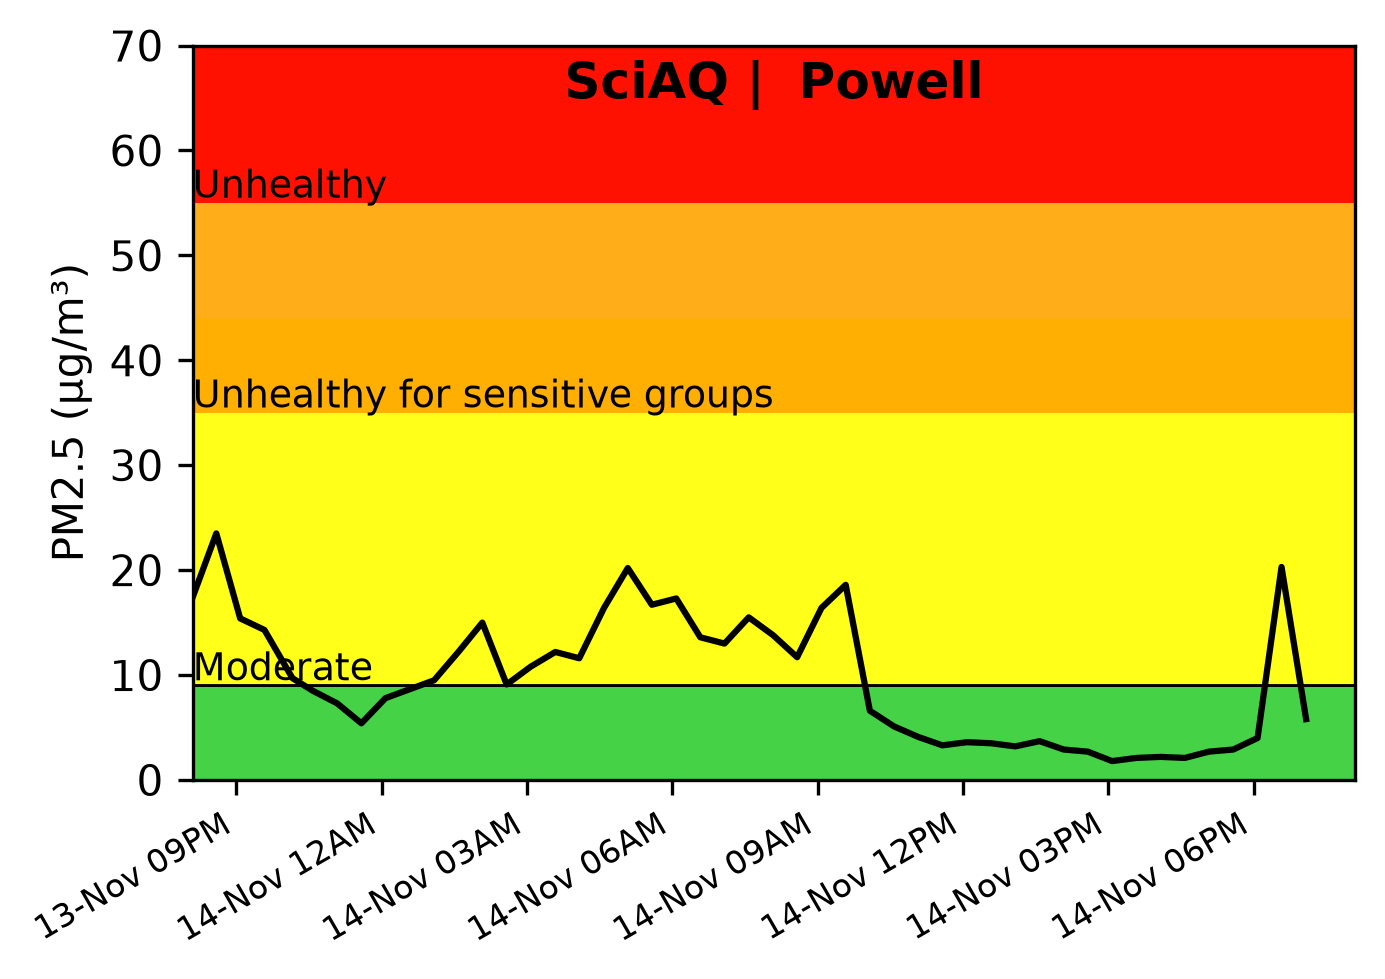 SciAQ | Powell
70
60
50
40
30
20
10
0
PM2.5 (µg/m³)
Unhealthy
Unhealthy for sensitive groups
Moderate
13-Nov 09PM
14-Nov 12AM
14-Nov 03AM
14-Nov 06AM
14-Nov 09AM
14-Nov 12PM
14-Nov 03PM
14-Nov 06PM